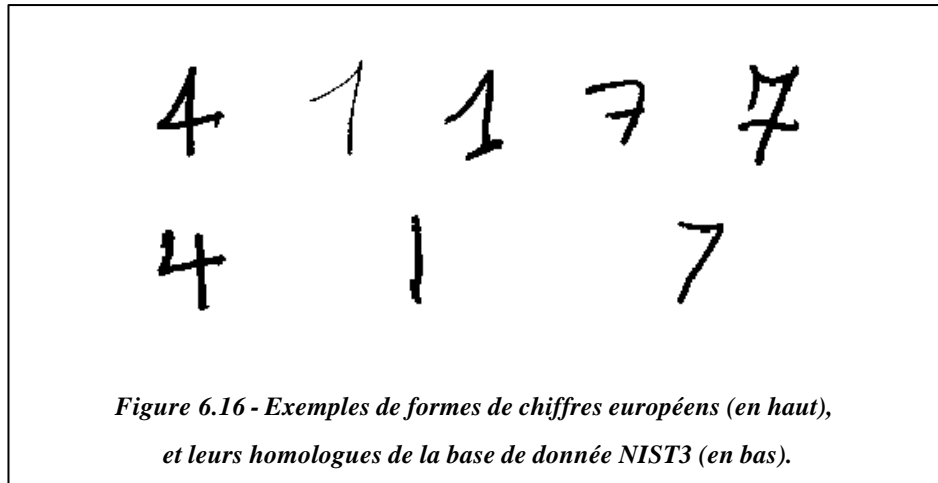 4 1 1 7 7
4 1 7
Figure 6.16 - Exemples de formes de chiffres européens (en haut),
et leurs homologues de la base de donnée NIST3 (en bas).